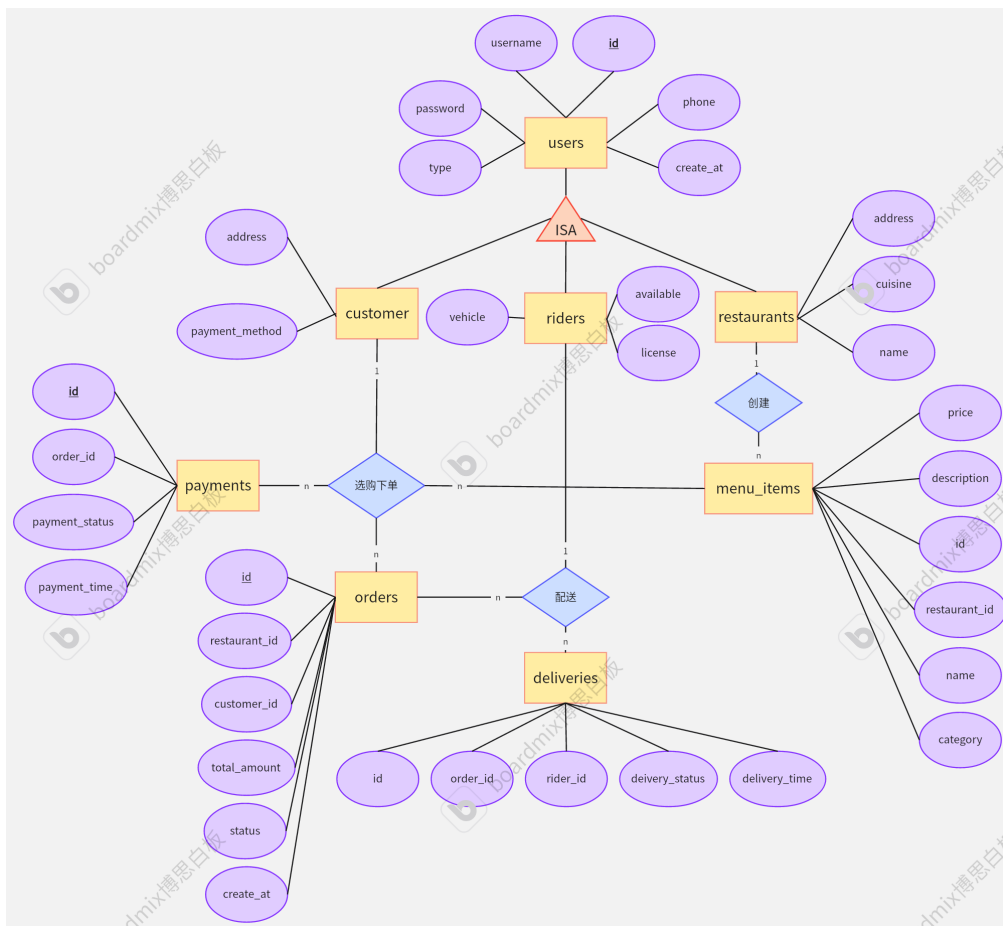 username
id
password
phone
users
type
create_at
boardmix博思白板
ISA
address
address
available
cuisine
customer
vehicle
riders
restaurants
payment_method
license
name
boardmix博思白板
boardmix博思白板
1
1
id
创建
price
order_id
n
payments
n
选购下单
n
menu_items
description
payment_status
id
n
1
payment_time
id
orders
n
配送
restaurant_id
boardmix博思白板
boardmix博思白板
restaurant_id
n
deliveries
name
customer_id
total_amount
id
order_id
rider_id
deivery_status
delivery_time
category
boardmix博思白板
status
create_at
boardmix博思白板
boardmix